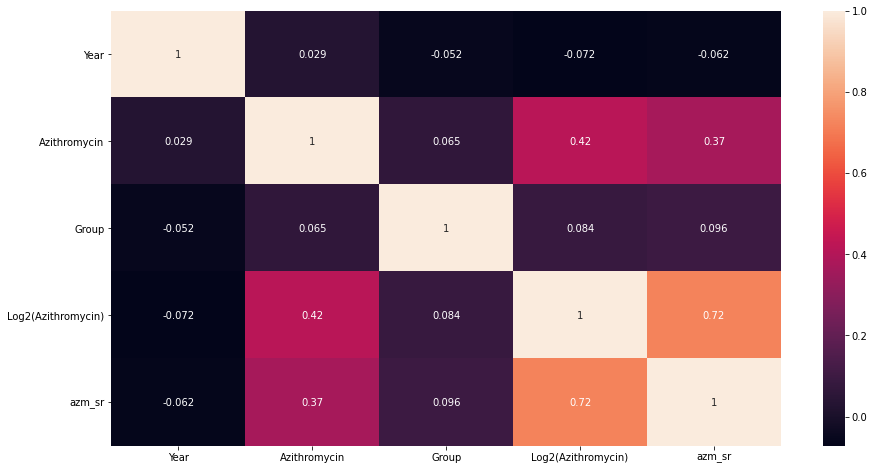 Year 1 0.029 -0.052 -0.072 -0.062
Azithromycin 0.029 1 0.065 0.42 0.37
Group -0.052 0.065 1 0.084 0.096
Log2(Azithromycin) -0.072 0.42 0.084 1 0.72
azm_sr -0.062 0.37 0.096 0.72 1
Year Azithromycin Group Log2(Azithromycin) azm_sr
1.0
0.8
0.6
0.4
0.2
0.0